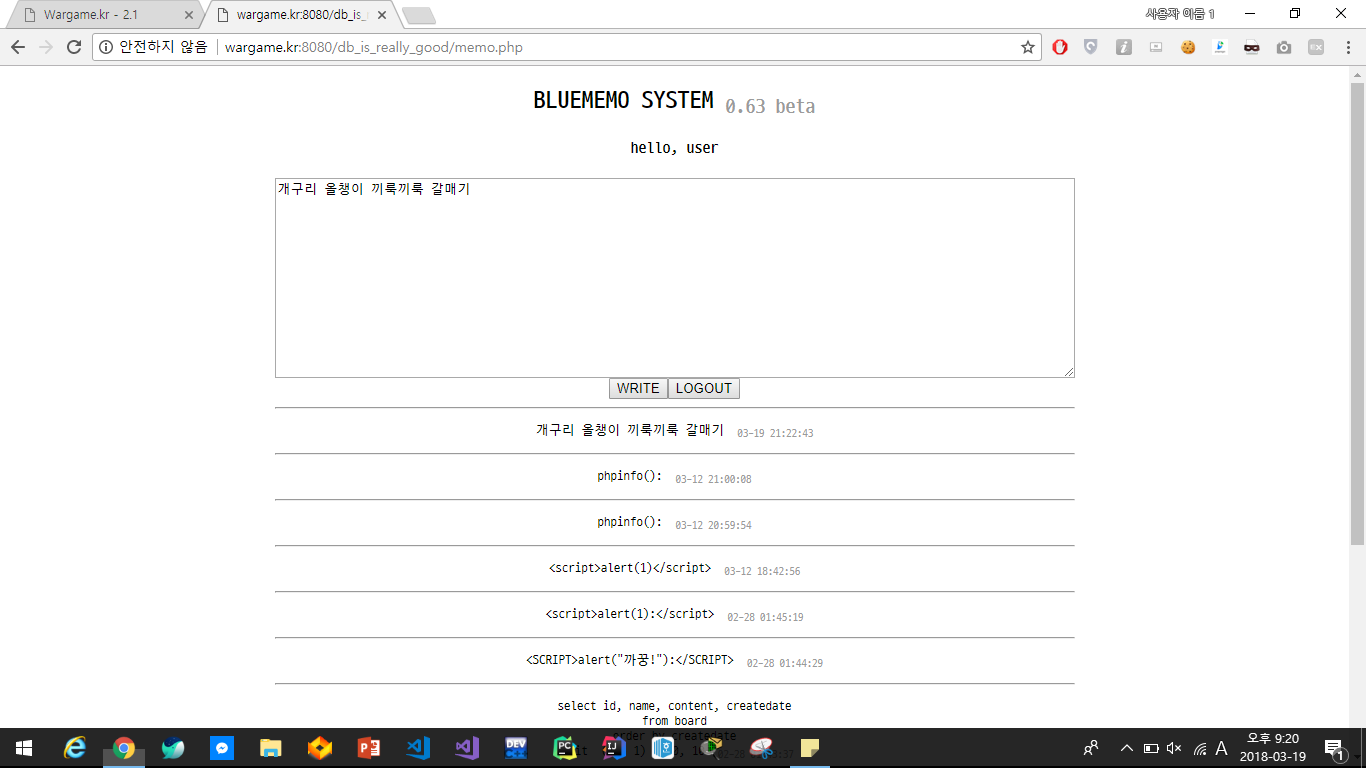 Wargame.kr - 2.1
wargame.kr:8080/db_is_
사용자 이름 1
안전하지 않음
wargame.kr:8080/db_is_really_good/memo.php
BLUEMEMO SYSTEM 0.63 beta
hello, user
개구리 올챙이 끼룩끼룩 갈매기
WRITE LOGOUT
개구리 올챙이 끼룩끼룩 갈매기 03-19 21:22:43
phpinfo(): 03-12 21:00:08
phpinfo(): 03-12 20:59:54
<script>alert(1)</script> 03-12 18:42:56
<script>alert(1):</script> 02-28 01:45:19
<SCRIPT>alert("까꿍!"):</SCRIPT> 02-28 01:44:29
select id, name, content, createdate
from board
order by createdate
오후 9:20
A
2018-03-19
1